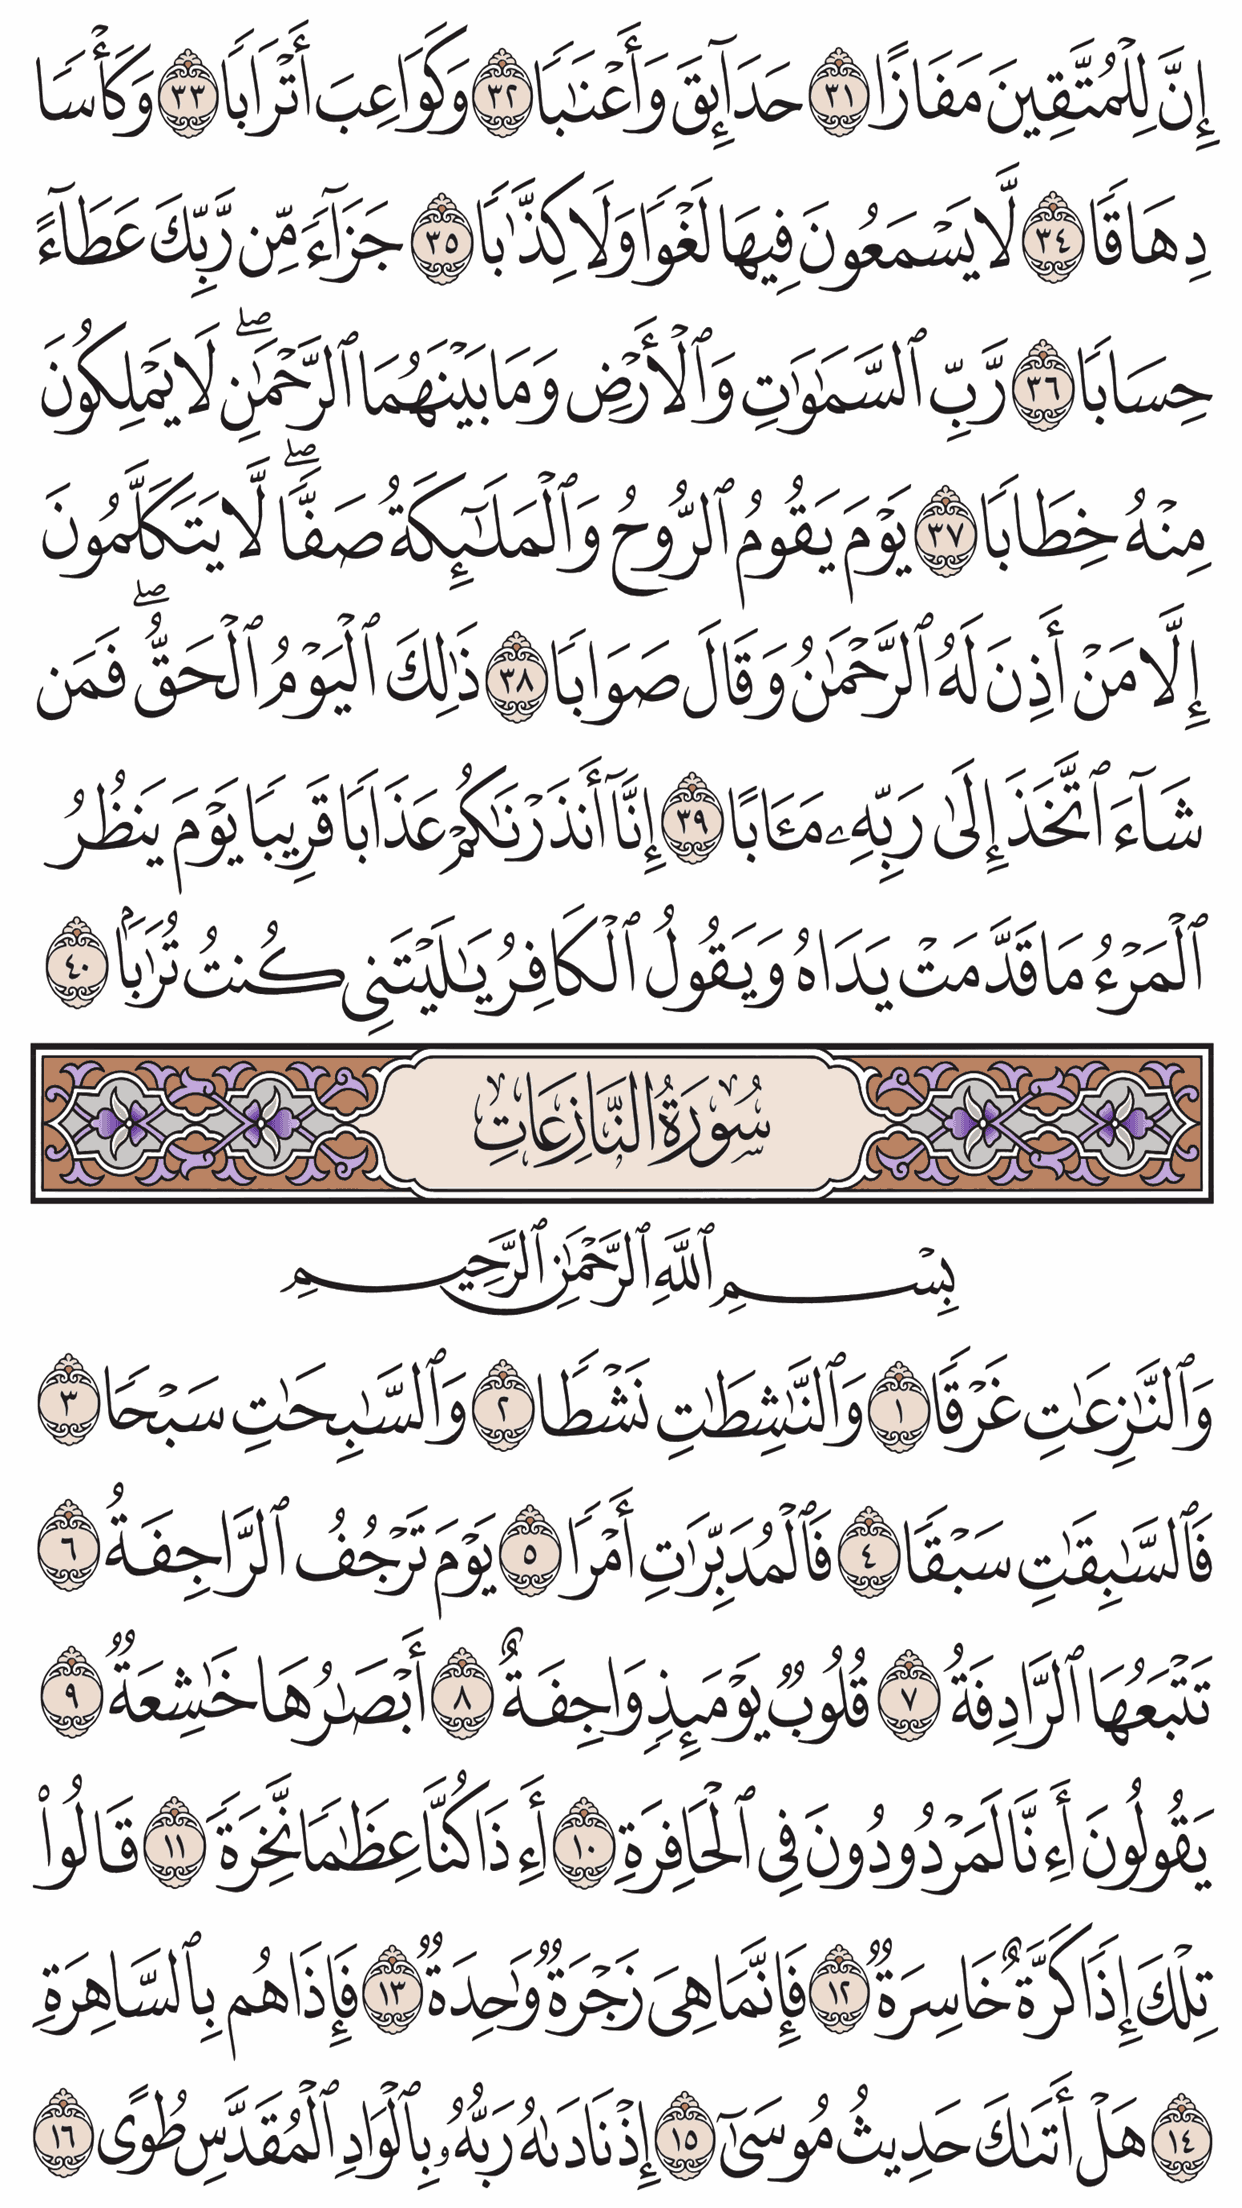 إِنَّ لِلْمُتَّقِينَ مَفَازًا ٣١ حَدَآئِقَ وَأَعْنَٰبًا ٣٢ وَكَوَاعِبَ أَتْرَابًا ٣٣ وَكَأْسًا
دِهَاقًا ٣٤ لَّا يَسْمَعُونَ فِيهَا لَغْوًا وَلَا كِذَّٰبًا ٣٥ جَزَآءً مِّن رَّبِّكَ عَطَآءً
حِسَابًا ٣٦ رَّبِّ ٱلسَّمَٰوَٰتِ وَٱلْأَرْضِ وَمَا بَيْنَهُمَا ٱلرَّحْمَٰنِۖ لَا يَمْلِكُونَ
مِنْهُ خِطَابًا ٣٧ يَوْمَ يَقُومُ ٱلرُّوحُ وَٱلْمَلَٰٓئِكَةُ صَفًّاۖ لَّا يَتَكَلَّمُونَ
إِلَّا مَنْ أَذِنَ لَهُ ٱلرَّحْمَٰنُ وَقَالَ صَوَابًا ٣٨ ذَٰلِكَ ٱلْيَوْمُ ٱلْحَقُّۖ فَمَن
شَآءَ ٱتَّخَذَ إِلَىٰ رَبِّهِۦ مَـَٔابًا ٣٩ إِنَّآ أَنذَرْنَٰكُمْ عَذَابًا قَرِيبًا يَوْمَ يَنظُرُ
ٱلْمَرْءُ مَا قَدَّمَتْ يَدَاهُ وَيَقُولُ ٱلْكَافِرُ يَٰلَيْتَنِى كُنتُ تُرَٰبَۢا ٤٠
سُورَةُ النَّازِعَاتِ
بِسْمِ ٱللَّهِ ٱلرَّحْمَٰنِ ٱلرَّحِيمِ
وَٱلنَّٰزِعَٰتِ غَرْقًا ١ وَٱلنَّٰشِطَٰتِ نَشْطًا ٢ وَٱلسَّٰبِحَٰتِ سَبْحًا ٣
فَٱلسَّٰبِقَٰتِ سَبْقًا ٤ فَٱلْمُدَبِّرَٰتِ أَمْرًا ٥ يَوْمَ تَرْجُفُ ٱلرَّاجِفَةُ ٦
تَتْبَعُهَا ٱلرَّادِفَةُ ٧ قُلُوبٌ يَوْمَئِذٍ وَاجِفَةٌ ٨ أَبْصَٰرُهَا خَٰشِعَةٌ ٩
يَقُولُونَ أَءِنَّا لَمَرْدُودُونَ فِى ٱلْحَافِرَةِ ١٠ أَءِذَا كُنَّا عِظَٰمًا نَّخِرَةً ١١ قَالُوا۟
تِلْكَ إِذًا كَرَّةٌ خَاسِرَةٌ ١٢ فَإِنَّمَا هِىَ زَجْرَةٌ وَٰحِدَةٌ ١٣ فَإِذَا هُم بِٱلسَّاهِرَةِ
١٤ هَلْ أَتَىٰكَ حَدِيثُ مُوسَىٰٓ ١٥ إِذْ نَادَىٰهُ رَبُّهُۥ بِٱلْوَادِ ٱلْمُقَدَّسِ طُوًى ١٦